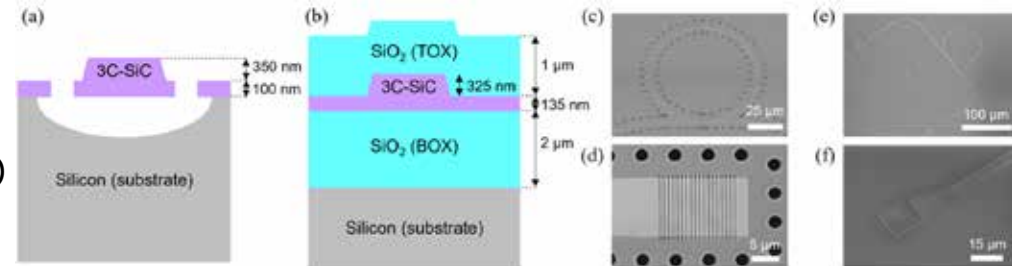 (a)
3C-SiC
350 nm
100 nm
Silicon (substrate)
(b)
SiO₂ (TOX)
3C-SiC
1 μm
325 nm
135 nm
SiO₂ (BOX)
2 μm
Silicon (substrate)
(c)
25 μm
(d)
5 μm
(e)
100 μm
(f)
15 μm
)